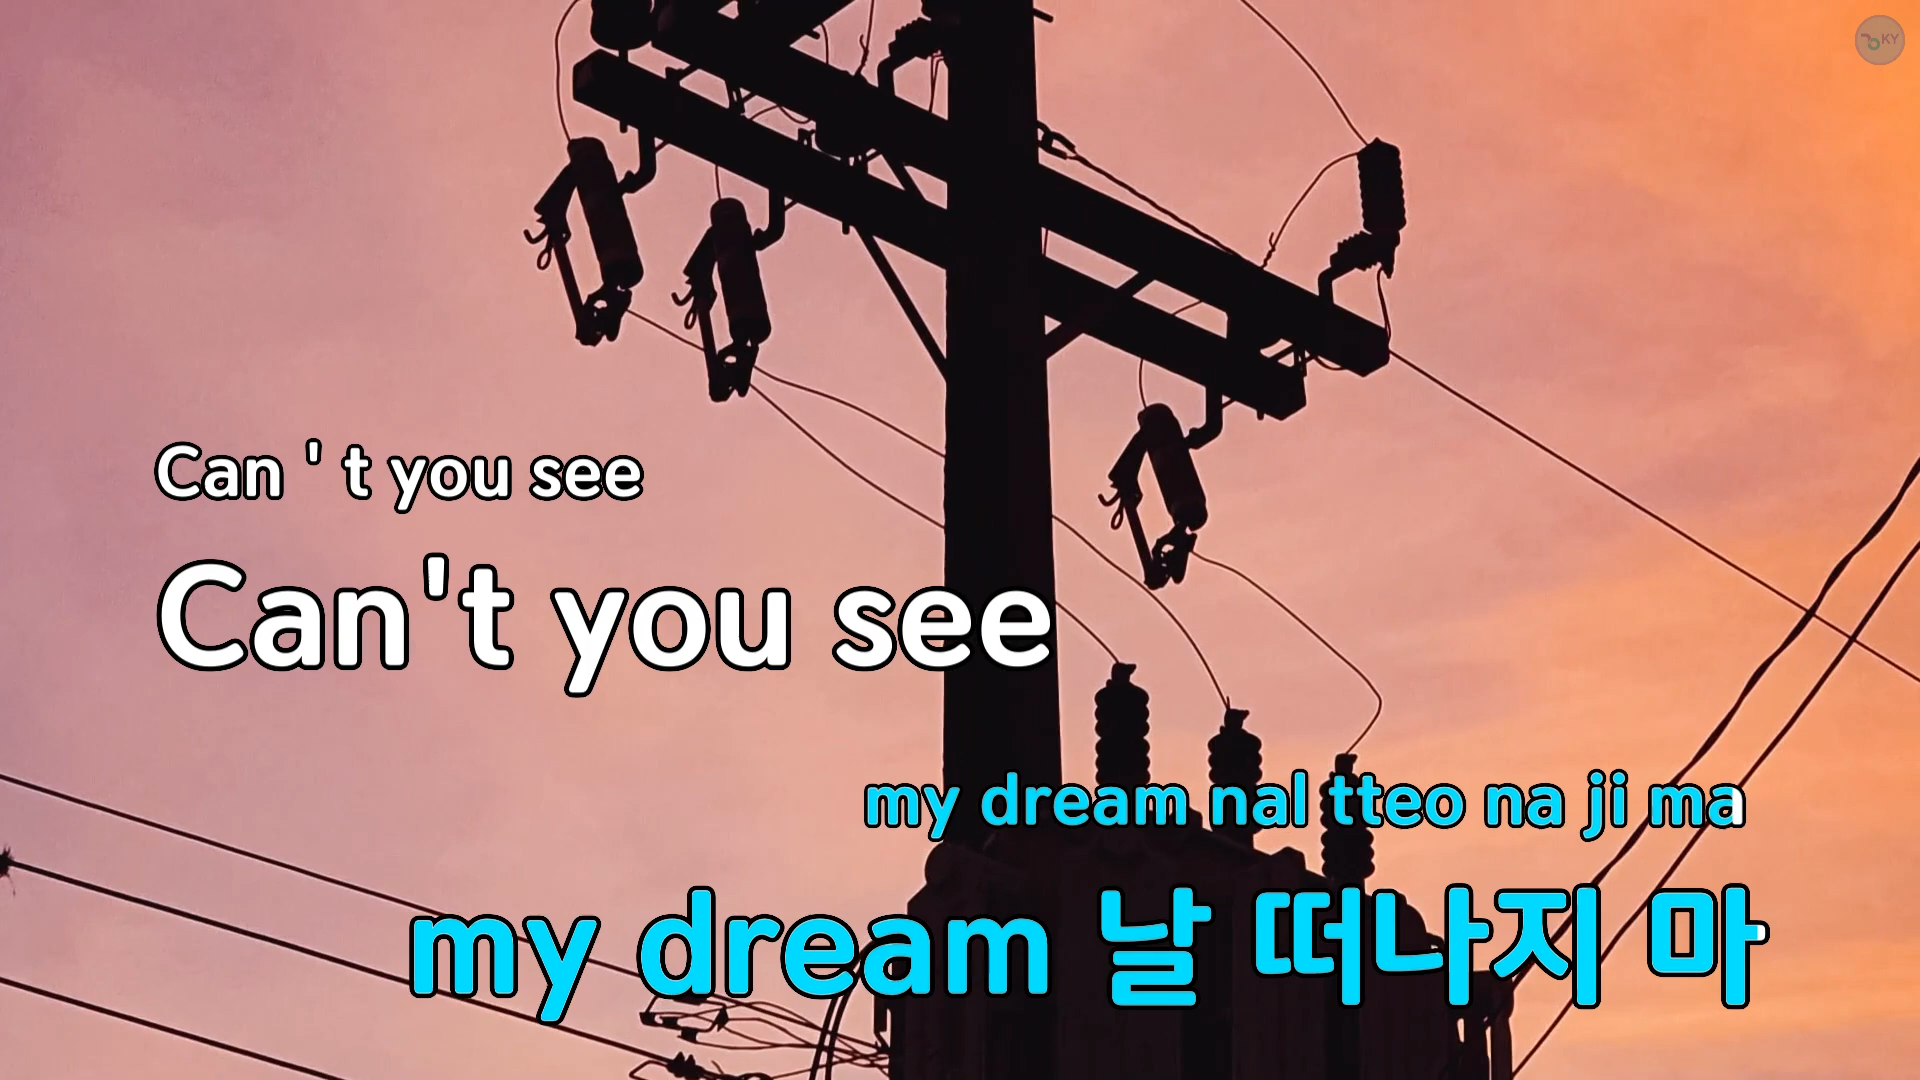 KY
Can ' t you see
Can't you see
my dream nal tteo na ji ma
my dream 날 떠나지 마